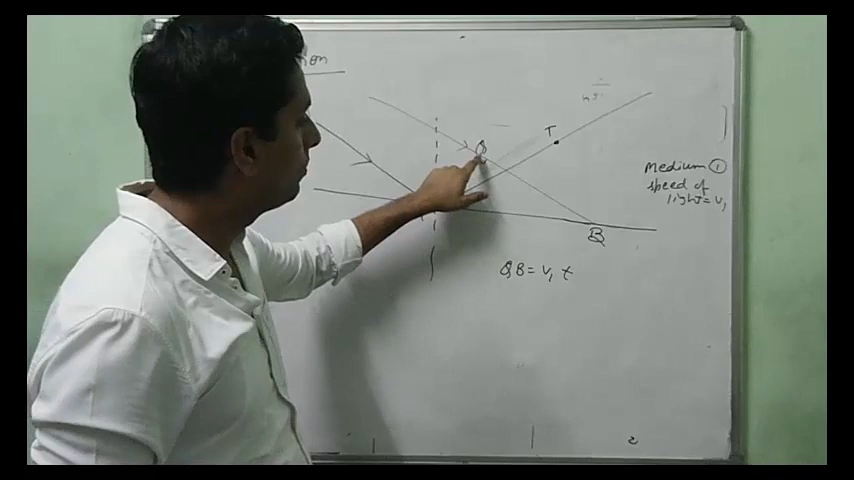 Q
T
B
Medium ①
speed of
light = v₁
QB = v₁ t